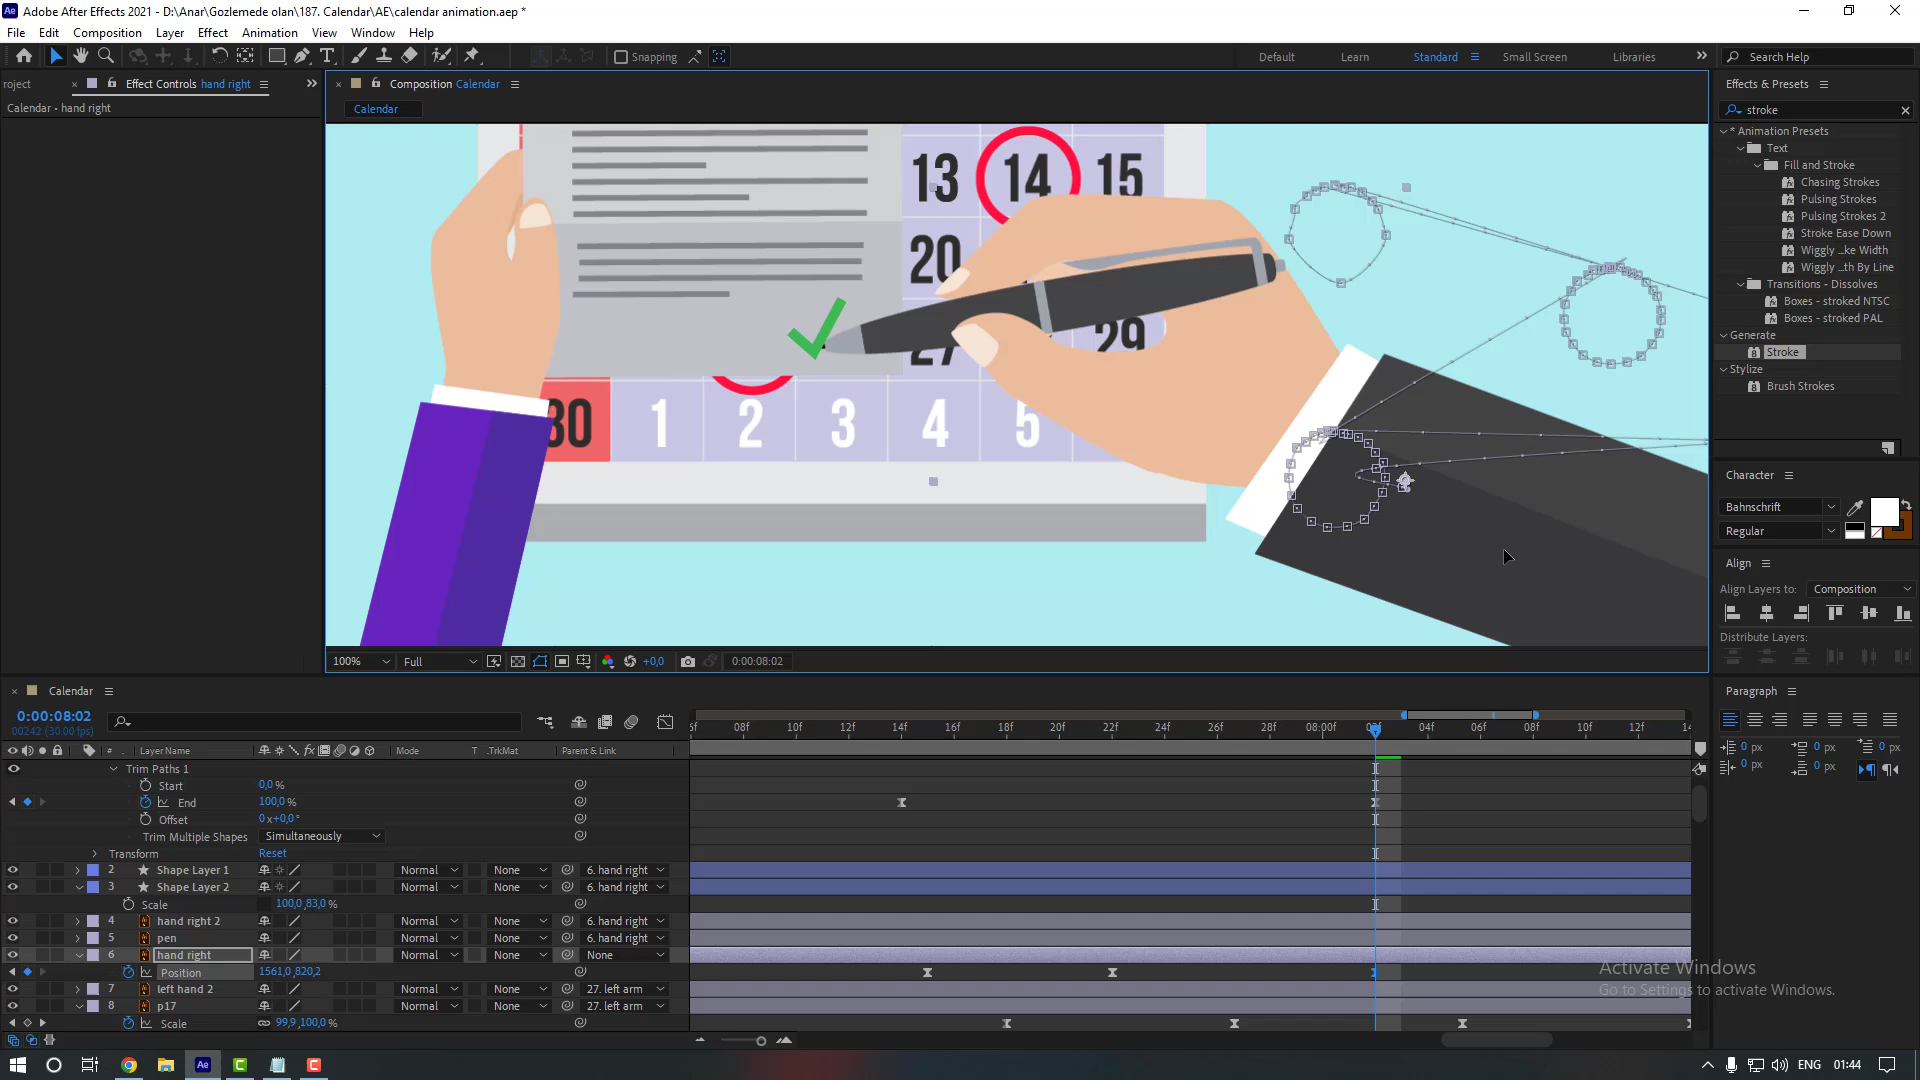 Adobe After Effects 2021 - D:\Anar\Gozlemede olan\187. Calendar\AE\calendar animation.aep *
File Edit Composition Layer Effect Animation View Window Help
Snapping
Default Learn Standard Small Screen Libraries
Search Help
roject
Effect Controls hand right
Calendar • hand right
Composition Calendar
Calendar
13 14 15
20
27 29
30 1 2 3 4 5
100% Full +0,0 0:00:08:02
Effects & Presets
stroke
* Animation Presets
Text
Fill and Stroke
Chasing Strokes
Pulsing Strokes
Pulsing Strokes 2
Stroke Ease Down
Wiggly ...ke Width
Wiggly ...th By Line
Transitions - Dissolves
Boxes - stroked NTSC
Boxes - stroked PAL
Generate
Stroke
Stylize
Brush Strokes
Character
Bahnschrift
Regular
Align
Align Layers to: Composition
Distribute Layers:
Paragraph
0 px 0 px 0 px
0 px 0 px
Calendar
0:00:08:02
00242 (30.00 fps)
5f 08f 10f 12f 14f 16f 18f 20f 22f 24f 26f 28f 08:00f 02f 04f 06f 08f 10f 12f 14
# Layer Name Mode T .TrkMat Parent & Link
Trim Paths 1
Start 0,0 %
End 100,0 %
Offset 0 x+0,0 °
Trim Multiple Shapes Simultaneously
Transform Reset
2 Shape Layer 1 Normal None 6. hand right
3 Shape Layer 2 Normal None 6. hand right
Scale 100,0 ,83,0 %
4 hand right 2 Normal None 6. hand right
5 pen Normal None 6. hand right
6 hand right Normal None None
Position 1561,0 ,820,2
7 left hand 2 Normal None 27. left arm
8 p17 Normal None 27. left arm
Scale 99,9 ,100,0 %
Activate Windows
Go to Settings to activate Windows.
ENG 01:44